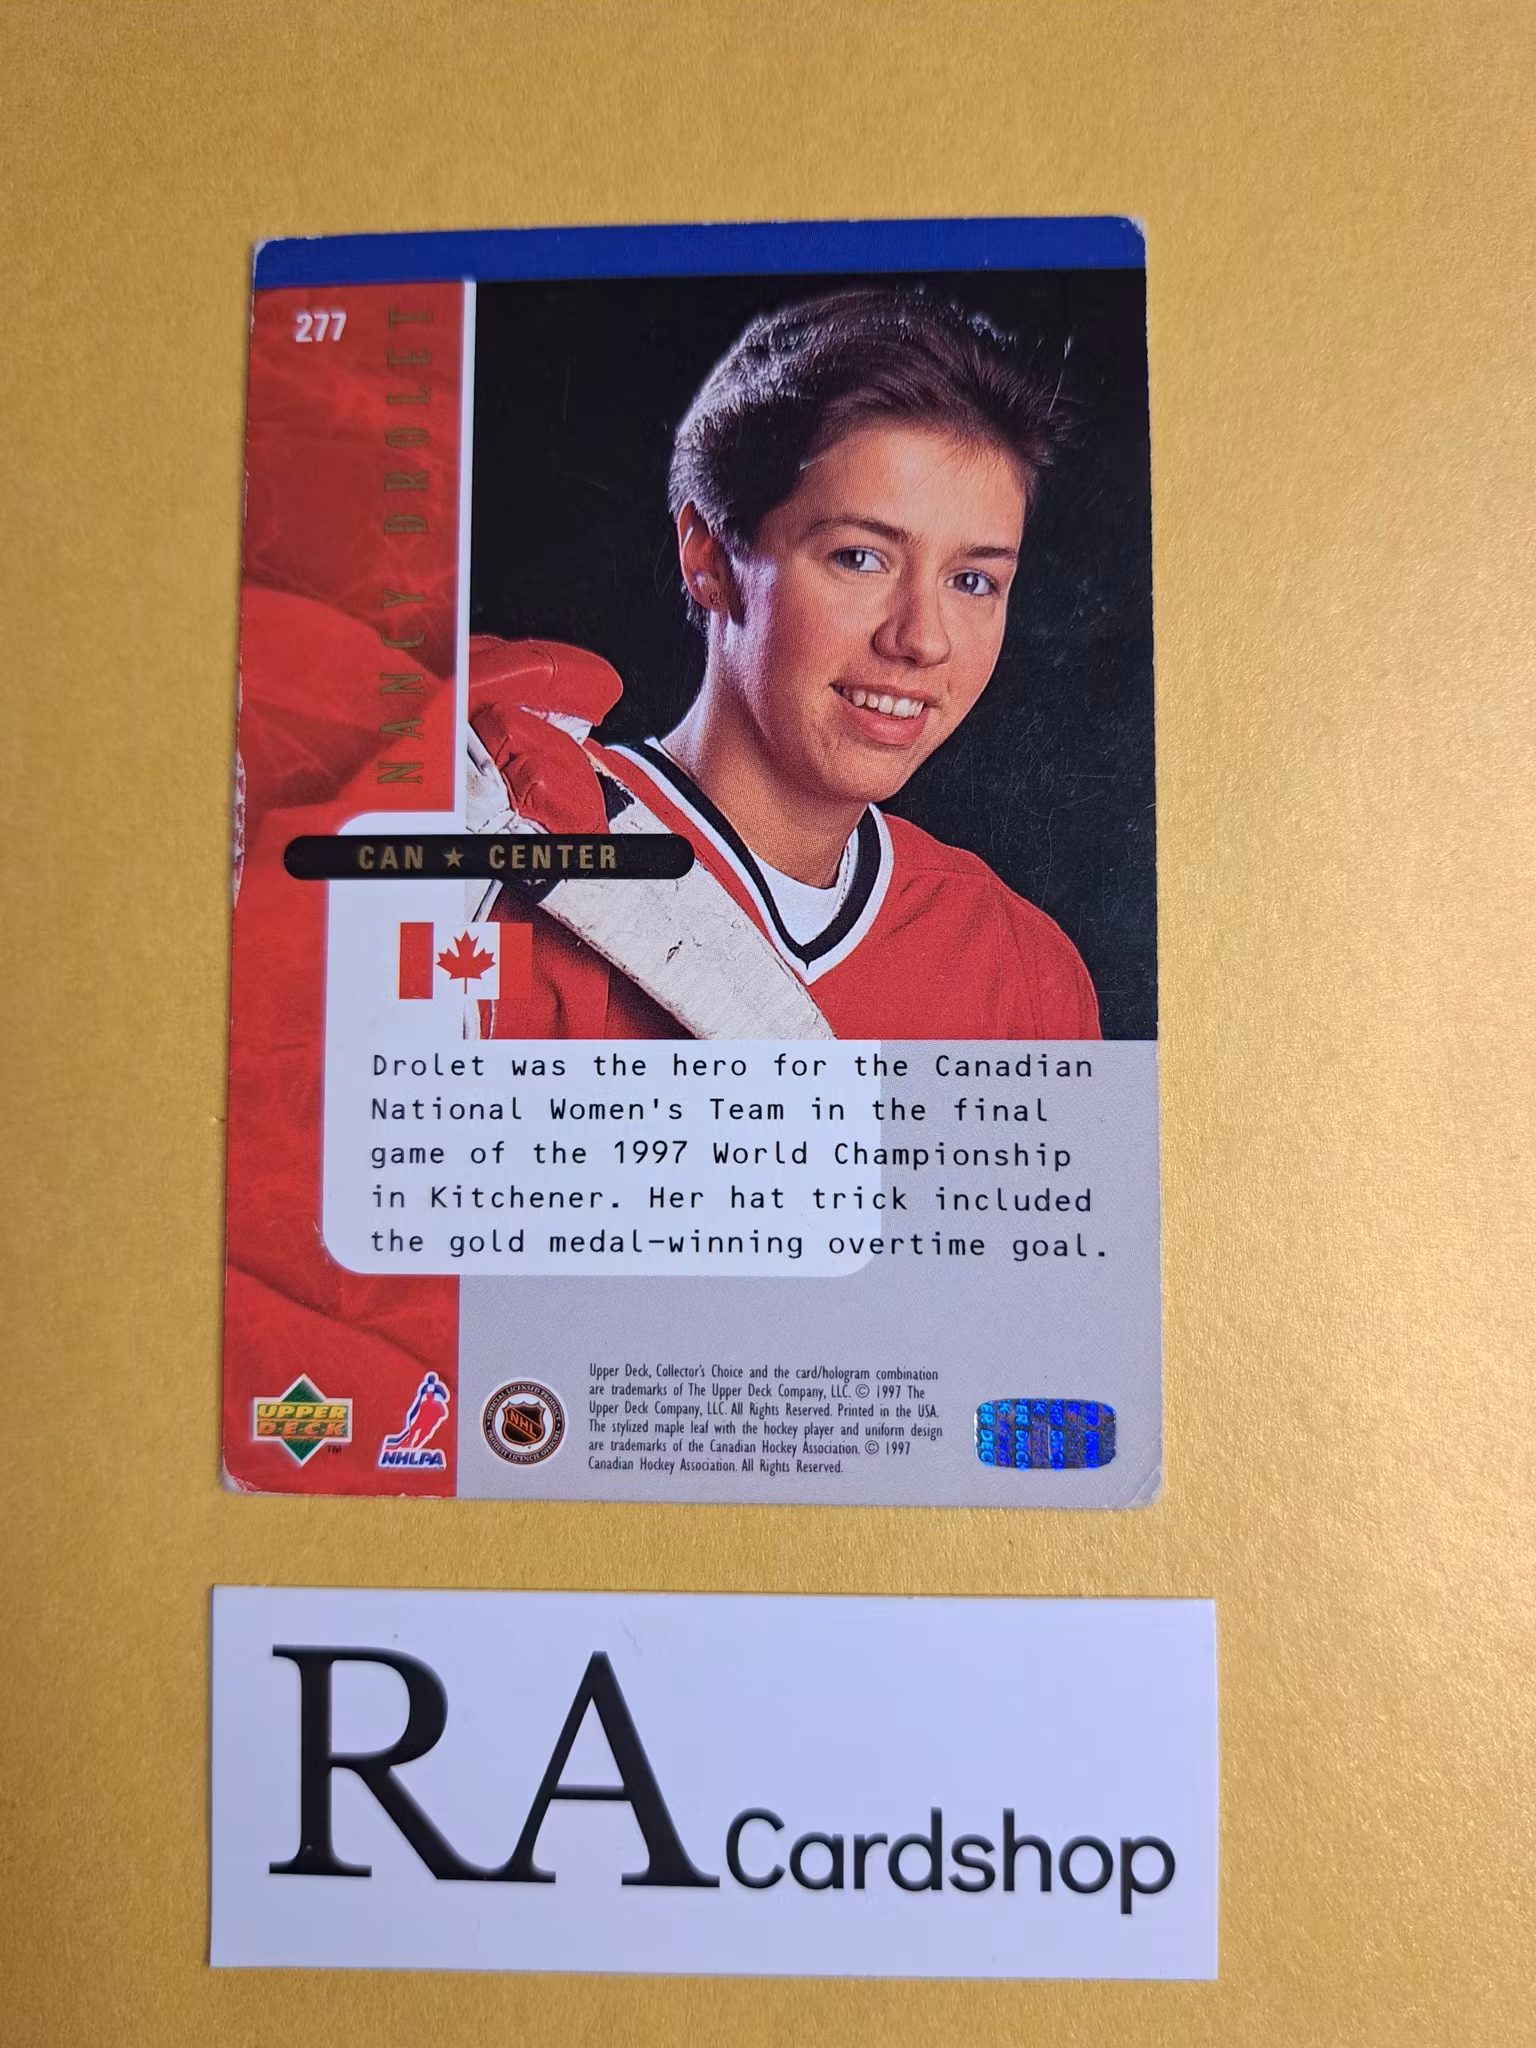 277
NANCY DROLET
CAN ★ CENTER
Drolet was the hero for the Canadian
National Women's Team in the final
game of the 1997 World Championship
in Kitchener. Her hat trick included
the gold medal-winning overtime goal.
UPPER
DECK
TM
NHLPA
NHL
Upper Deck, Collector's Choice and the card/hologram combination
are trademarks of The Upper Deck Company, LLC. © 1997 The
Upper Deck Company, LLC. All Rights Reserved. Printed in the USA.
The stylized maple leaf with the hockey player and uniform design
are trademarks of the Canadian Hockey Association. © 1997
Canadian Hockey Association. All Rights Reserved.
RA Cardshop